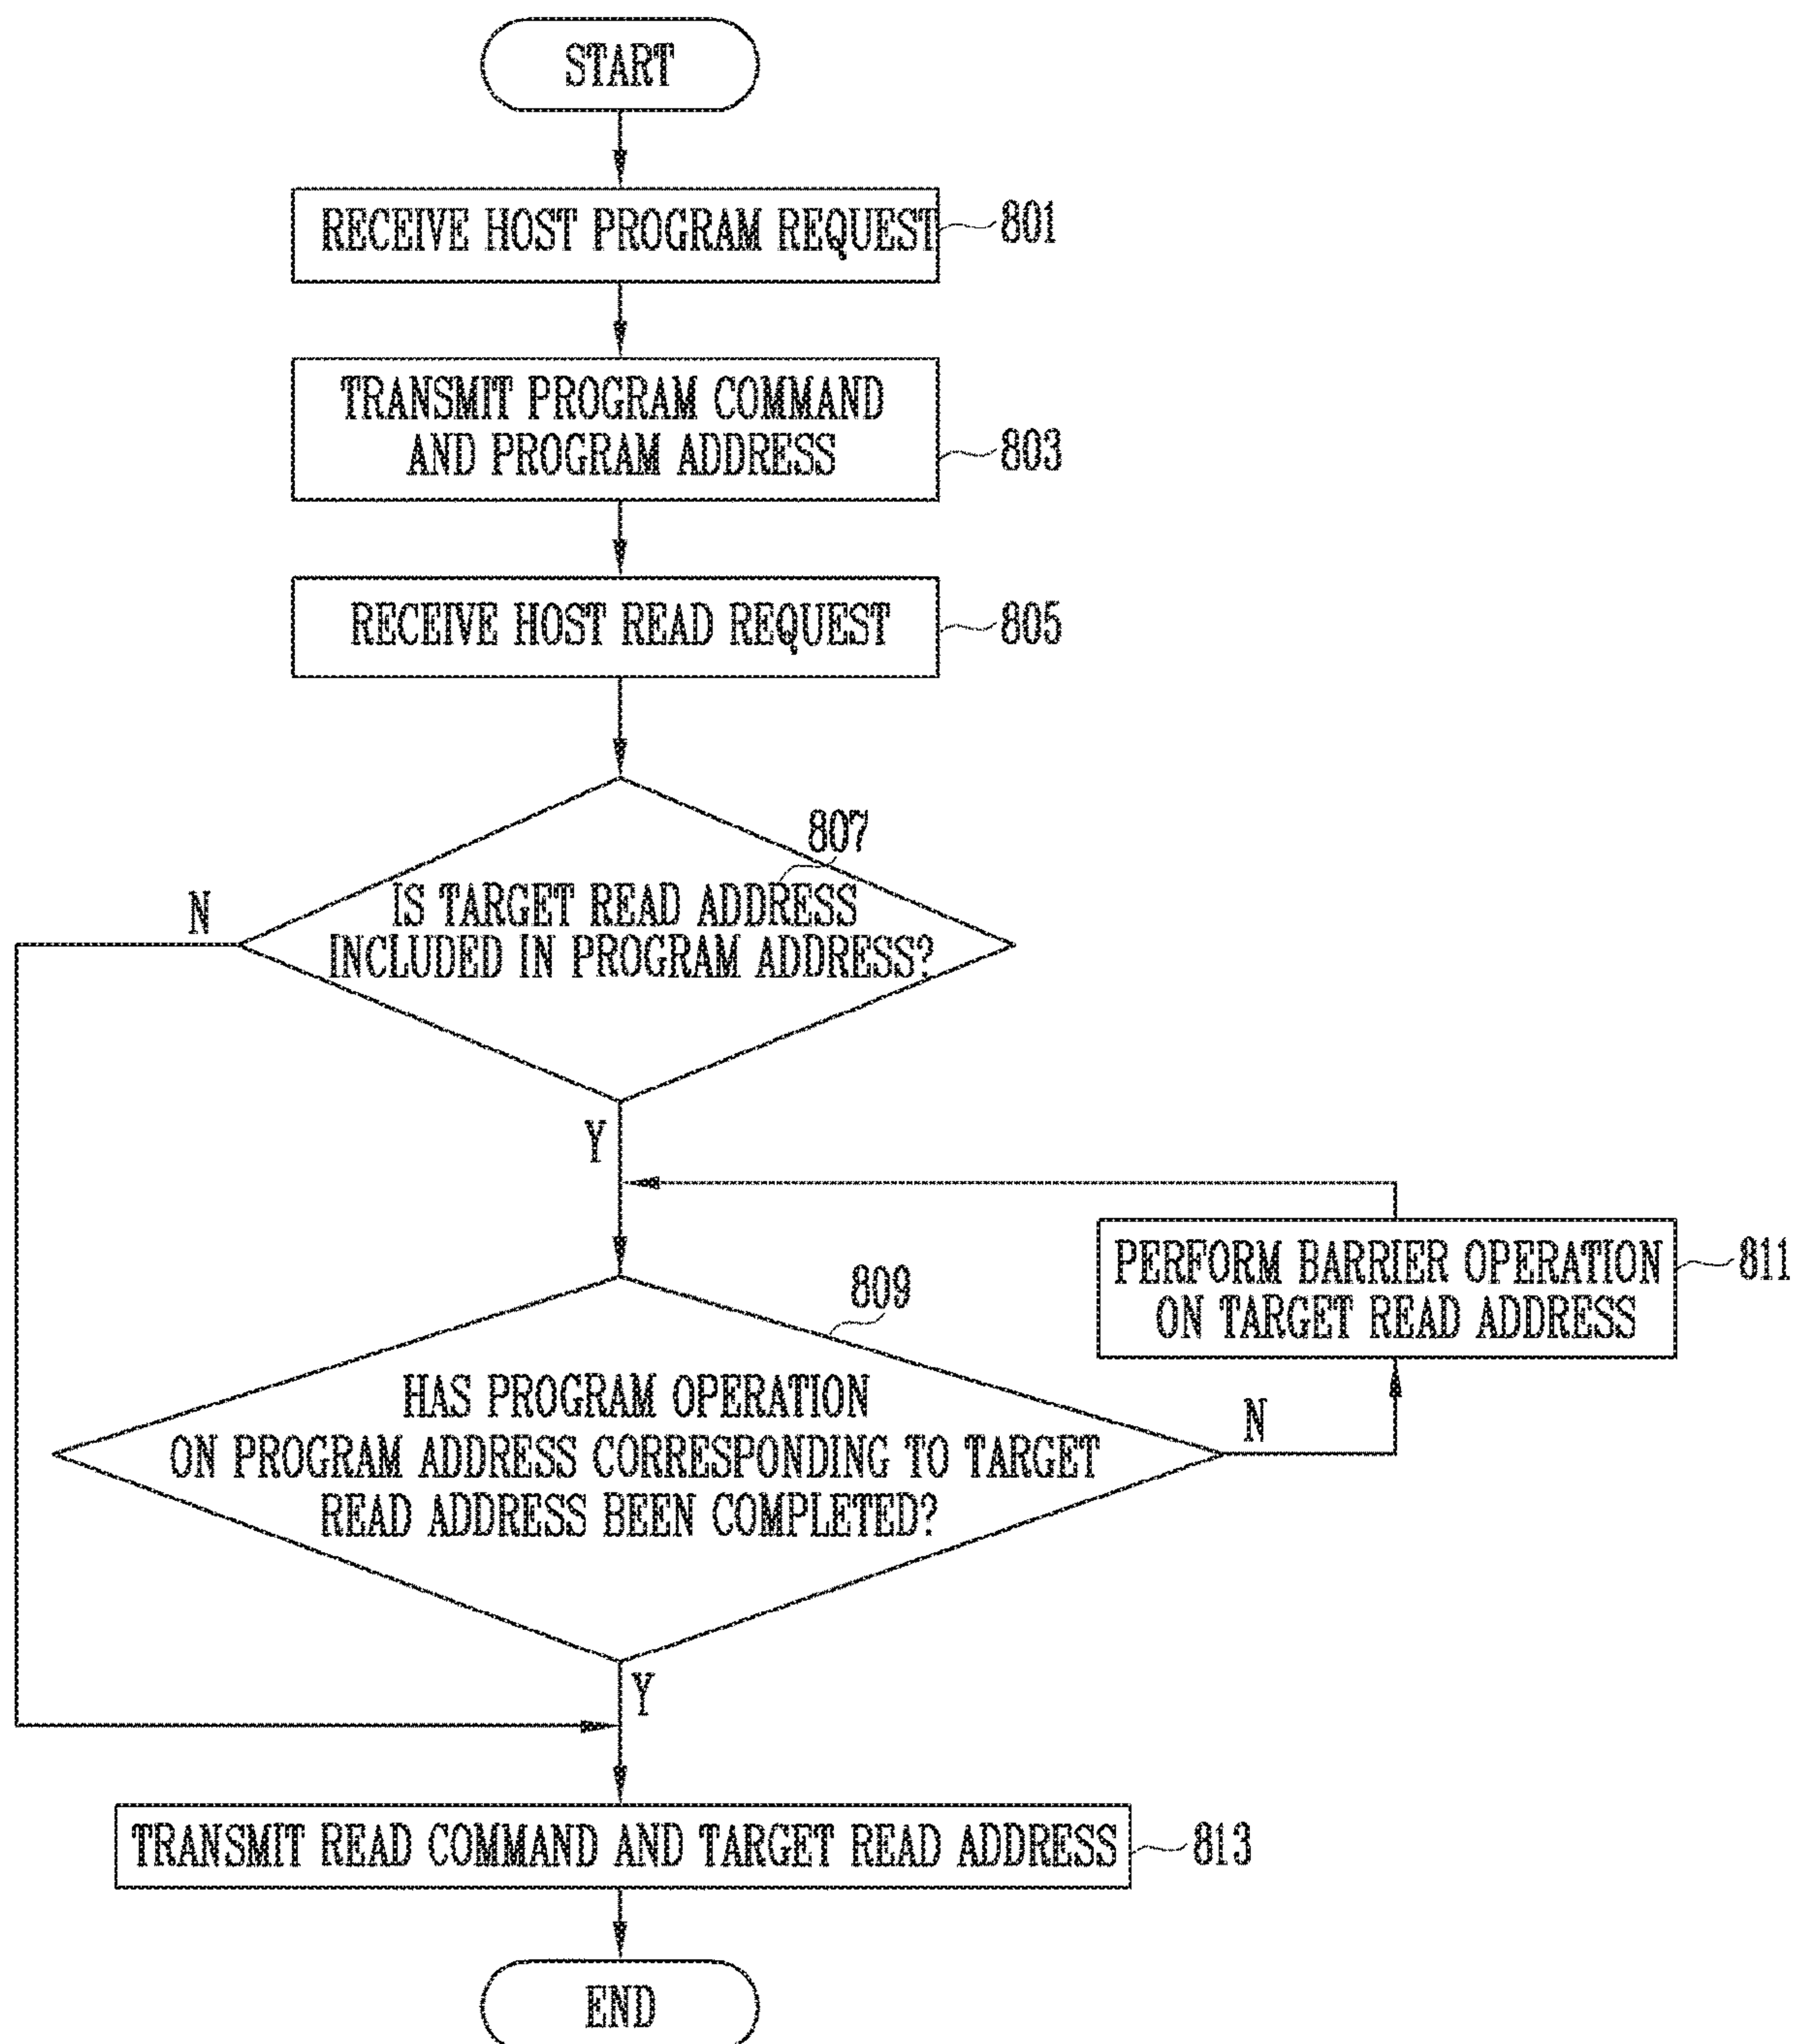 START
RECEIVE HOST PROGRAM REQUEST
801
TRANSMIT PROGRAM COMMAND
AND PROGRAM ADDRESS
803
RECEIVE HOST READ REQUEST
805
807
N
IS TARGET READ ADDRESS
INCLUDED IN PROGRAM ADDRESS?
Y
PERFORM BARRIER OPERATION
ON TARGET READ ADDRESS
811
809
HAS PROGRAM OPERATION
ON PROGRAM ADDRESS CORRESPONDING TO TARGET
READ ADDRESS BEEN COMPLETED?
N
Y
TRANSMIT READ COMMAND AND TARGET READ ADDRESS
813
END